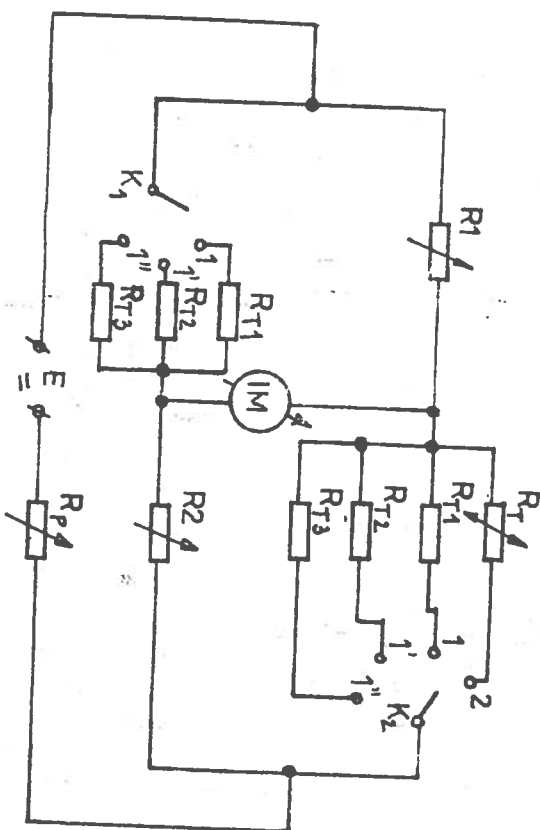 R1
K1
1
1'
1"
RT1
RT2
RT3
IM
RT
RT1
RT2
RT3
2
1
1'
1"
K2
R2
E
=
RP